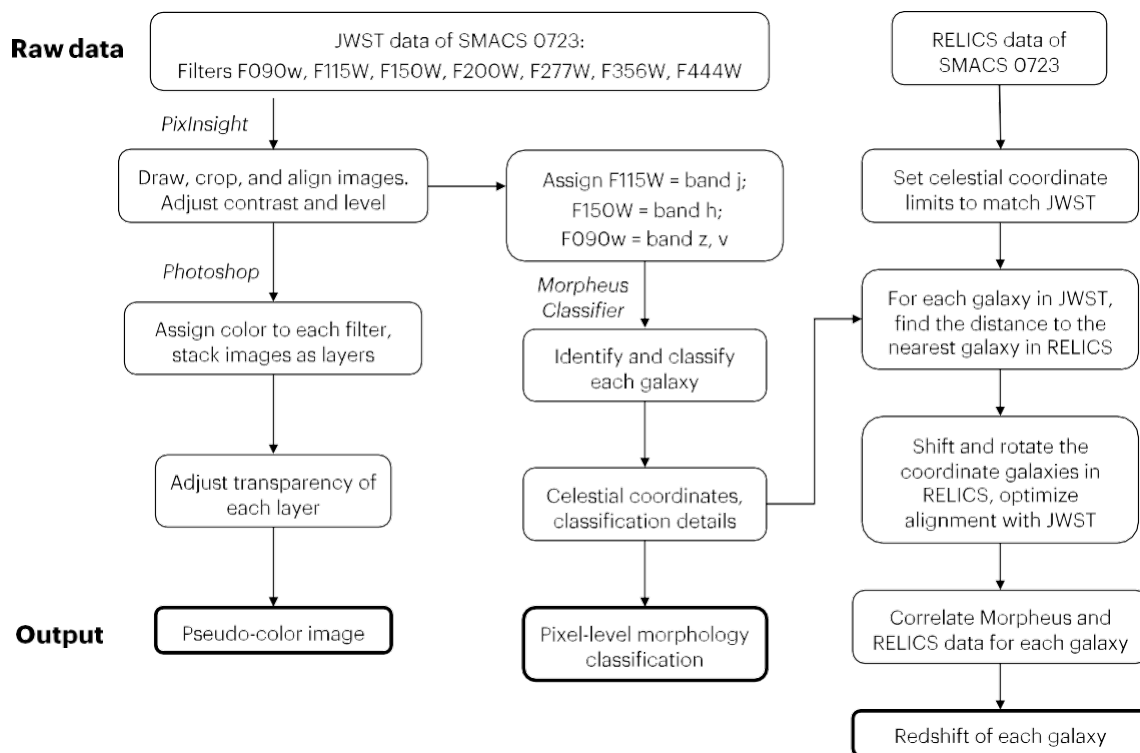 Raw data
JWST data of SMACS 0723:
Filters F090w, F115W, F150W, F200W, F277W, F356W, F444W
RELICS data of
SMACS 0723
PixInsight
Draw, crop, and align images.
Adjust contrast and level
Assign F115W = band j;
F150W = band h;
F090w = band z, v
Set celestial coordinate
limits to match JWST
Photoshop
Morpheus
Classifier
Assign color to each filter,
stack images as layers
Identify and classify
each galaxy
For each galaxy in JWST,
find the distance to the
nearest galaxy in RELICS
Adjust transparency of
each layer
Celestial coordinates,
classification details
Shift and rotate the
coordinate galaxies in
RELICS, optimize
alignment with JWST
Output
Pseudo-color image
Pixel-level morphology
classification
Correlate Morpheus and
RELICS data for each galaxy
Redshift of each galaxy